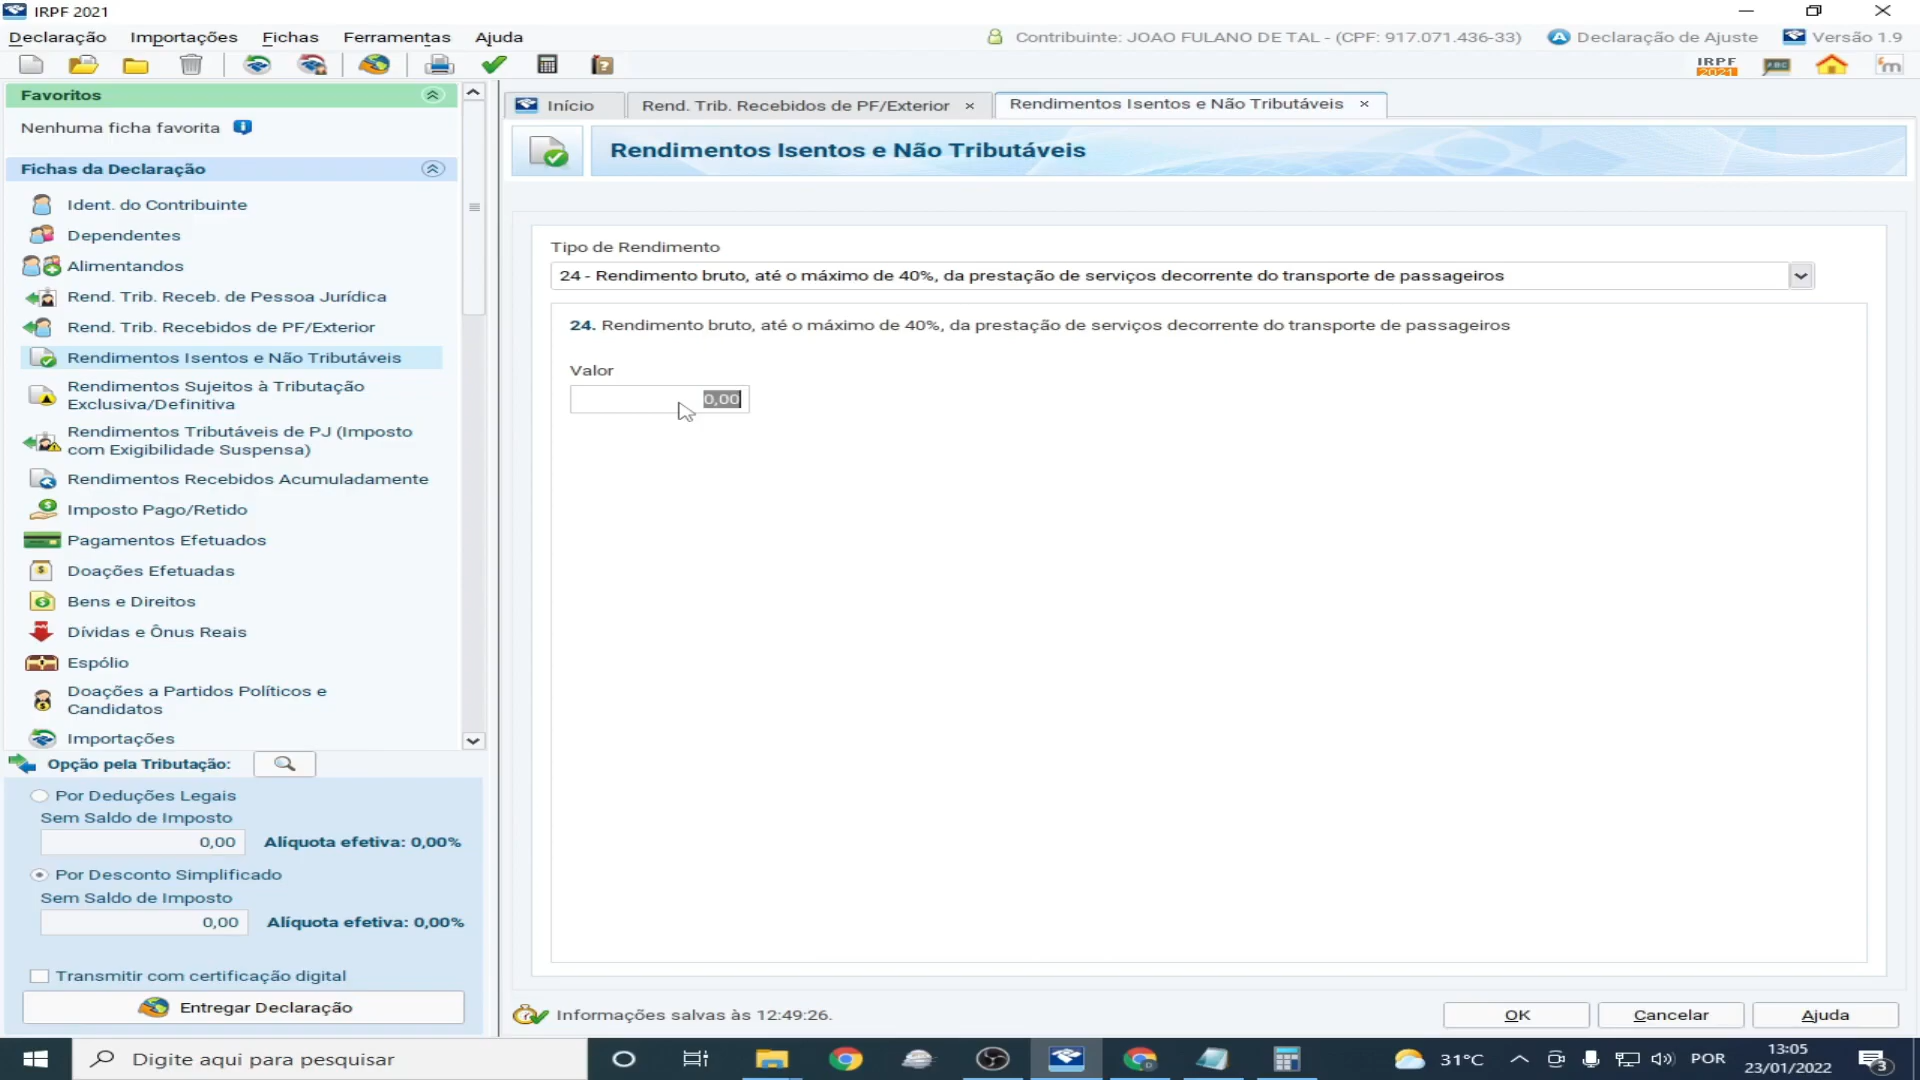 IRPF 2021
Declaração Importações Fichas Ferramentas Ajuda
Contribuinte: JOAO FULANO DE TAL - (CPF: 917.071.436-33) Declaração de Ajuste Versão 1.9
IRPF
2021
ABC
Favoritos
Nenhuma ficha favorita
Fichas da Declaração
Ident. do Contribuinte
Dependentes
Alimentandos
Rend. Trib. Receb. de Pessoa Jurídica
Rend. Trib. Recebidos de PF/Exterior
Rendimentos Isentos e Não Tributáveis
Rendimentos Sujeitos à Tributação
Exclusiva/Definitiva
Rendimentos Tributáveis de PJ (Imposto
com Exigibilidade Suspensa)
Rendimentos Recebidos Acumuladamente
Imposto Pago/Retido
Pagamentos Efetuados
Doações Efetuadas
Bens e Direitos
Dívidas e Ônus Reais
Espólio
Doações a Partidos Políticos e
Candidatos
Importações
Opção pela Tributação:
Por Deduções Legais
Sem Saldo de Imposto
0,00 Alíquota efetiva: 0,00%
Por Desconto Simplificado
Sem Saldo de Imposto
0,00 Alíquota efetiva: 0,00%
Transmitir com certificação digital
Entregar Declaração
Início Rend. Trib. Recebidos de PF/Exterior Rendimentos Isentos e Não Tributáveis
Rendimentos Isentos e Não Tributáveis
Tipo de Rendimento
24 - Rendimento bruto, até o máximo de 40%, da prestação de serviços decorrente do transporte de passageiros
24. Rendimento bruto, até o máximo de 40%, da prestação de serviços decorrente do transporte de passageiros
Valor
0,00
Informações salvas às 12:49:26.
OK Cancelar Ajuda
Digite aqui para pesquisar
31°C POR
13:05
23/01/2022
3